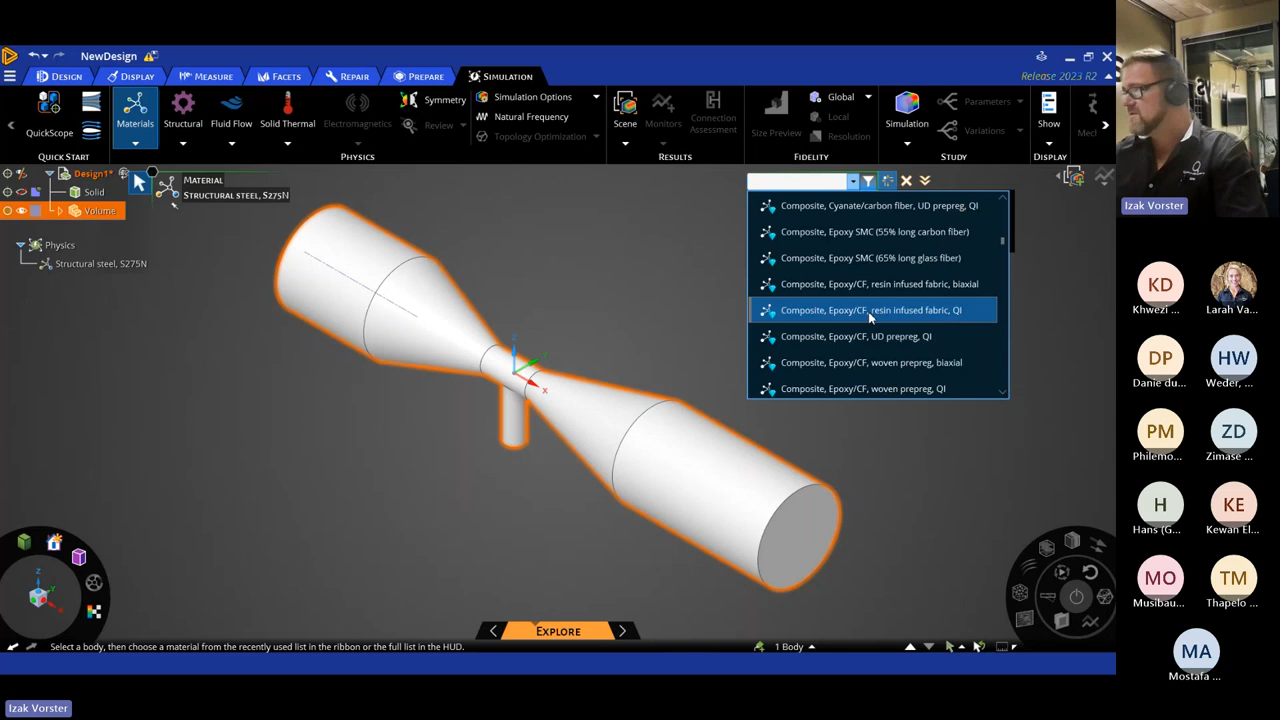 NewDesign
DESIGN
DISPLAY
MEASURE
FACETS
REPAIR
PREPARE
SIMULATION
Release 2023 R2
QuickScope
QUICK START
Materials
Structural
Fluid Flow
Solid Thermal
Electromagnetics
Symmetry
Review
PHYSICS
Simulation Options
Natural Frequency
Topology Optimization
Scene
Monitors
Connection
Assessment
RESULTS
Size Preview
Global
Local
Resolution
FIDELITY
Simulation
Parameters
Variations
STUDY
Show
DISPLAY
Mecl
Design1*
Solid
Volume
Physics
Structural steel, S275N
MATERIAL
STRUCTURAL STEEL, S275N
Composite, Cyanate/carbon fiber, UD prepreg, QI
Composite, Epoxy SMC (55% long carbon fiber)
Composite, Epoxy SMC (65% long glass fiber)
Composite, Epoxy/CF, resin infused fabric, biaxial
Composite, Epoxy/CF, resin infused fabric, QI
Composite, Epoxy/CF, UD prepreg, QI
Composite, Epoxy/CF, woven prepreg, biaxial
Composite, Epoxy/CF, woven prepreg, QI
Z
X
Z
EXPLORE
Select a body, then choose a material from the recently used list in the ribbon or the full list in the HUD.
1 Body
Izak Vorster
Izak Vorster
KD
Khwezi ...
Larah Va...
DP
Danie du...
HW
Weder, ...
PM
Philemo...
ZD
Zimase ...
H
Hans (G...
KE
Kewan El...
MO
Musibau...
TM
Thapelo ...
MA
Mostafa ...